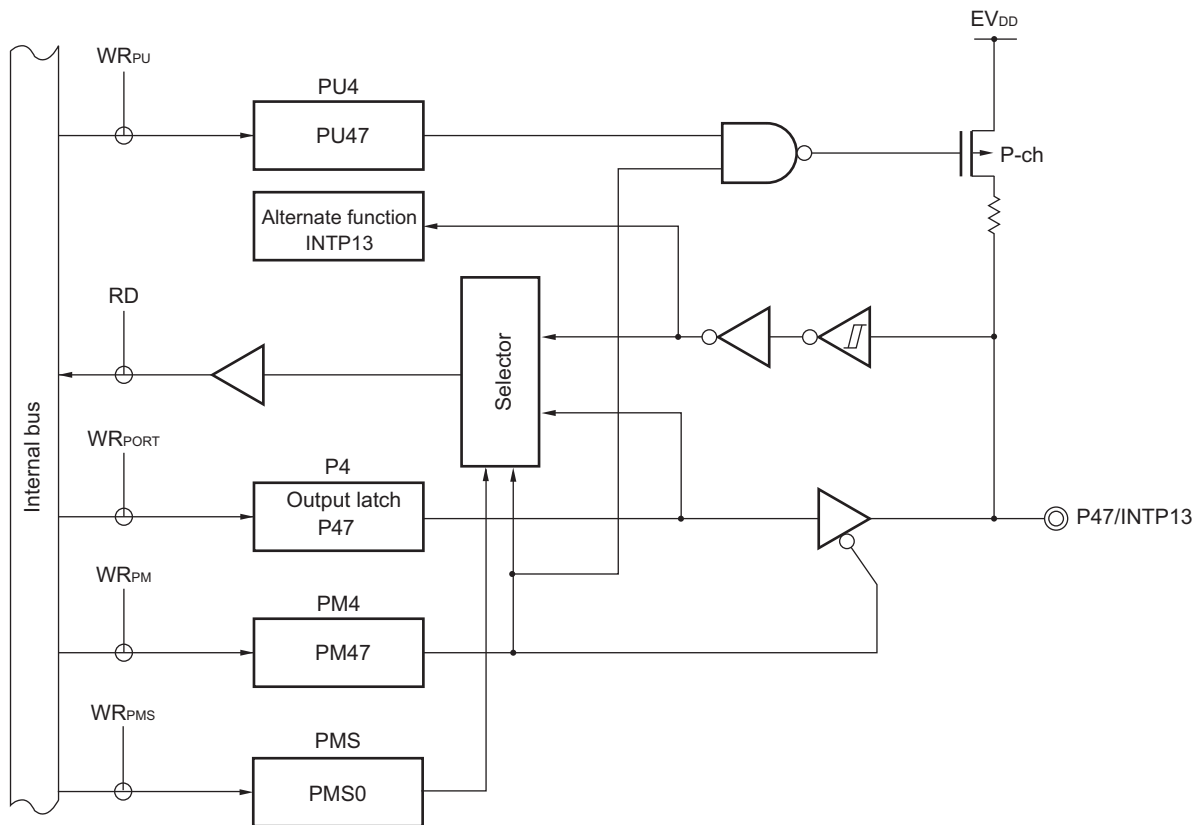 EVDD
WRPU
PU4
PU47
P-ch
Alternate function
INTP13
RD
Selector
Internal bus
WRPORT
P4
Output latch
P47
P47/INTP13
WRPM
PM4
PM47
WRPMS
PMS
PMS0